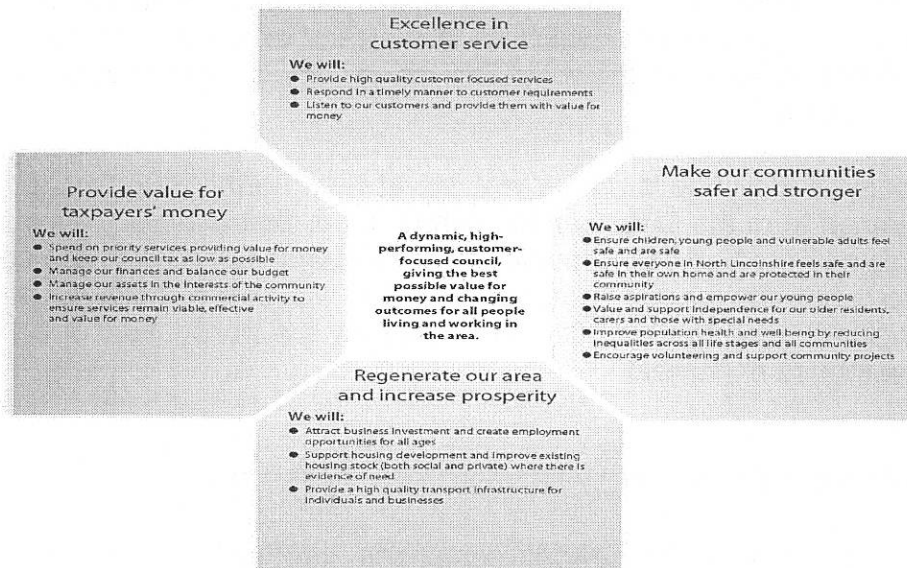 Excellence in
customer service
We will:
● Provide high quality customer focused services
● Respond in a timely manner to customer requirements
● Listen to our customers and provide them with value for
money
Provide value for
taxpayers' money
We will:
● Spend on priority services providing value for money
and keep our council tax as low as possible
● Manage our finances and balance our budget
● Manage our assets in the interests of the community
● Increase revenue through commercial activity to
ensure services remain viable, effective
and value for money
A dynamic, high-
performing, customer-
focused council,
giving the best
possible value for
money and changing
outcomes for all people
living and working in
the area.
Make our communities
safer and stronger
We will:
● Ensure children, young people and vulnerable adults feel
safe and are safe
● Ensure everyone in North Lincolnshire feels safe and are
safe in their own home and are protected in their
community
● Raise aspirations and empower our young people
● Value and support independence for our older residents,
carers and those with special needs
● Improve population health and well being by reducing
inequalities across all life stages and all communities
● Encourage volunteering and support community projects
Regenerate our area
and increase prosperity
We will:
● Attract business investment and create employment
opportunities for all ages
● Support housing development and improve existing
housing stock (both social and private) where there is
evidence of need
● Provide a high quality transport infrastructure for
individuals and businesses